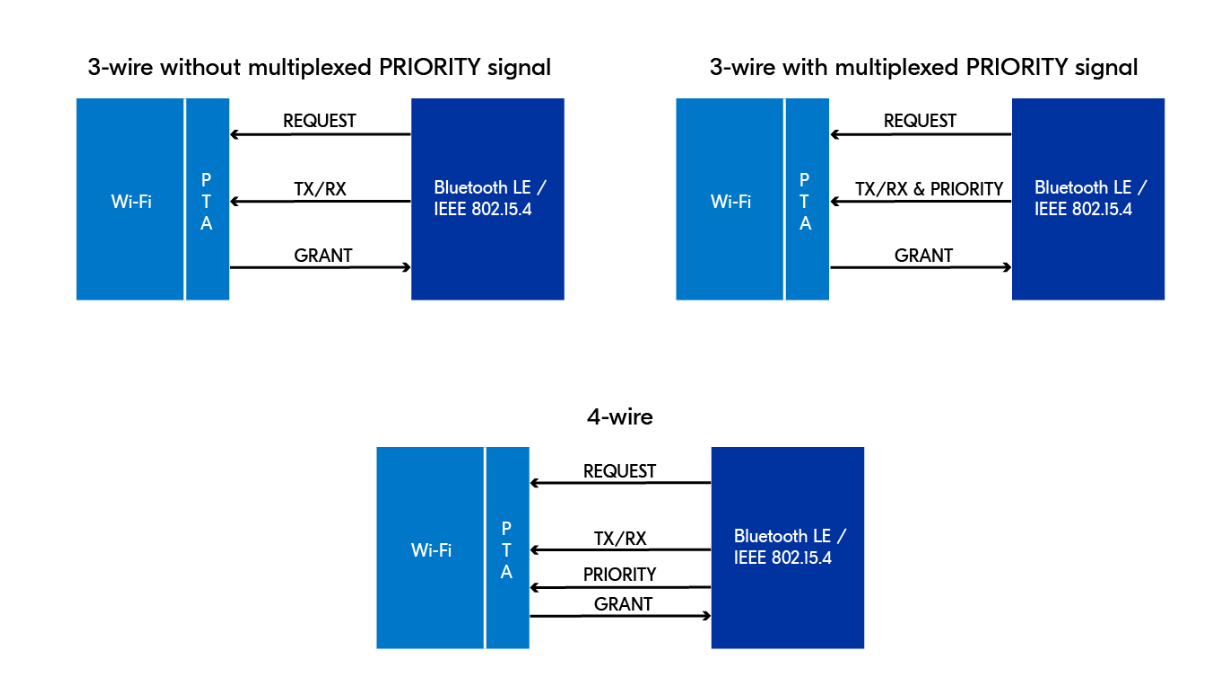 3-wire without multiplexed PRIORITY signal
Wi-Fi
P
T
A
REQUEST
TX/RX
GRANT
Bluetooth LE /
IEEE 802.15.4
3-wire with multiplexed PRIORITY signal
Wi-Fi
P
T
A
REQUEST
TX/RX & PRIORITY
GRANT
Bluetooth LE /
IEEE 802.15.4
4-wire
Wi-Fi
P
T
A
REQUEST
TX/RX
PRIORITY
GRANT
Bluetooth LE /
IEEE 802.15.4